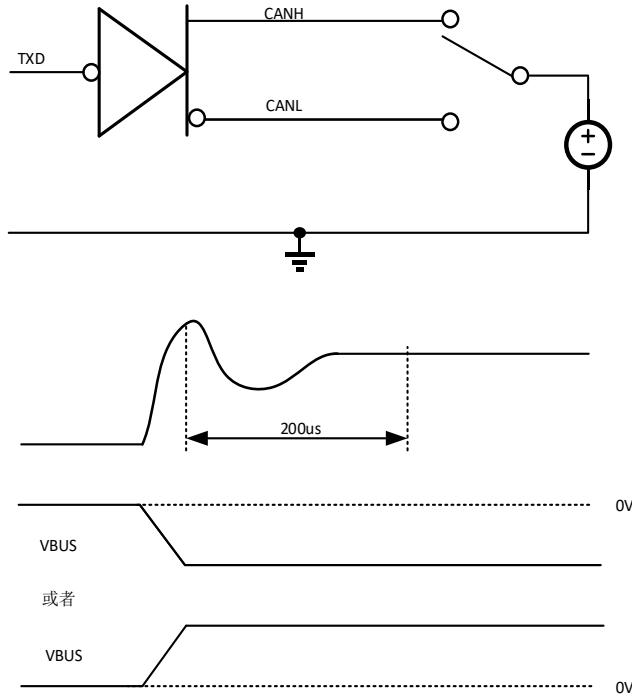 CANH
TXD
CANL
+
−
200us
0V
VBUS
或者
VBUS
0V